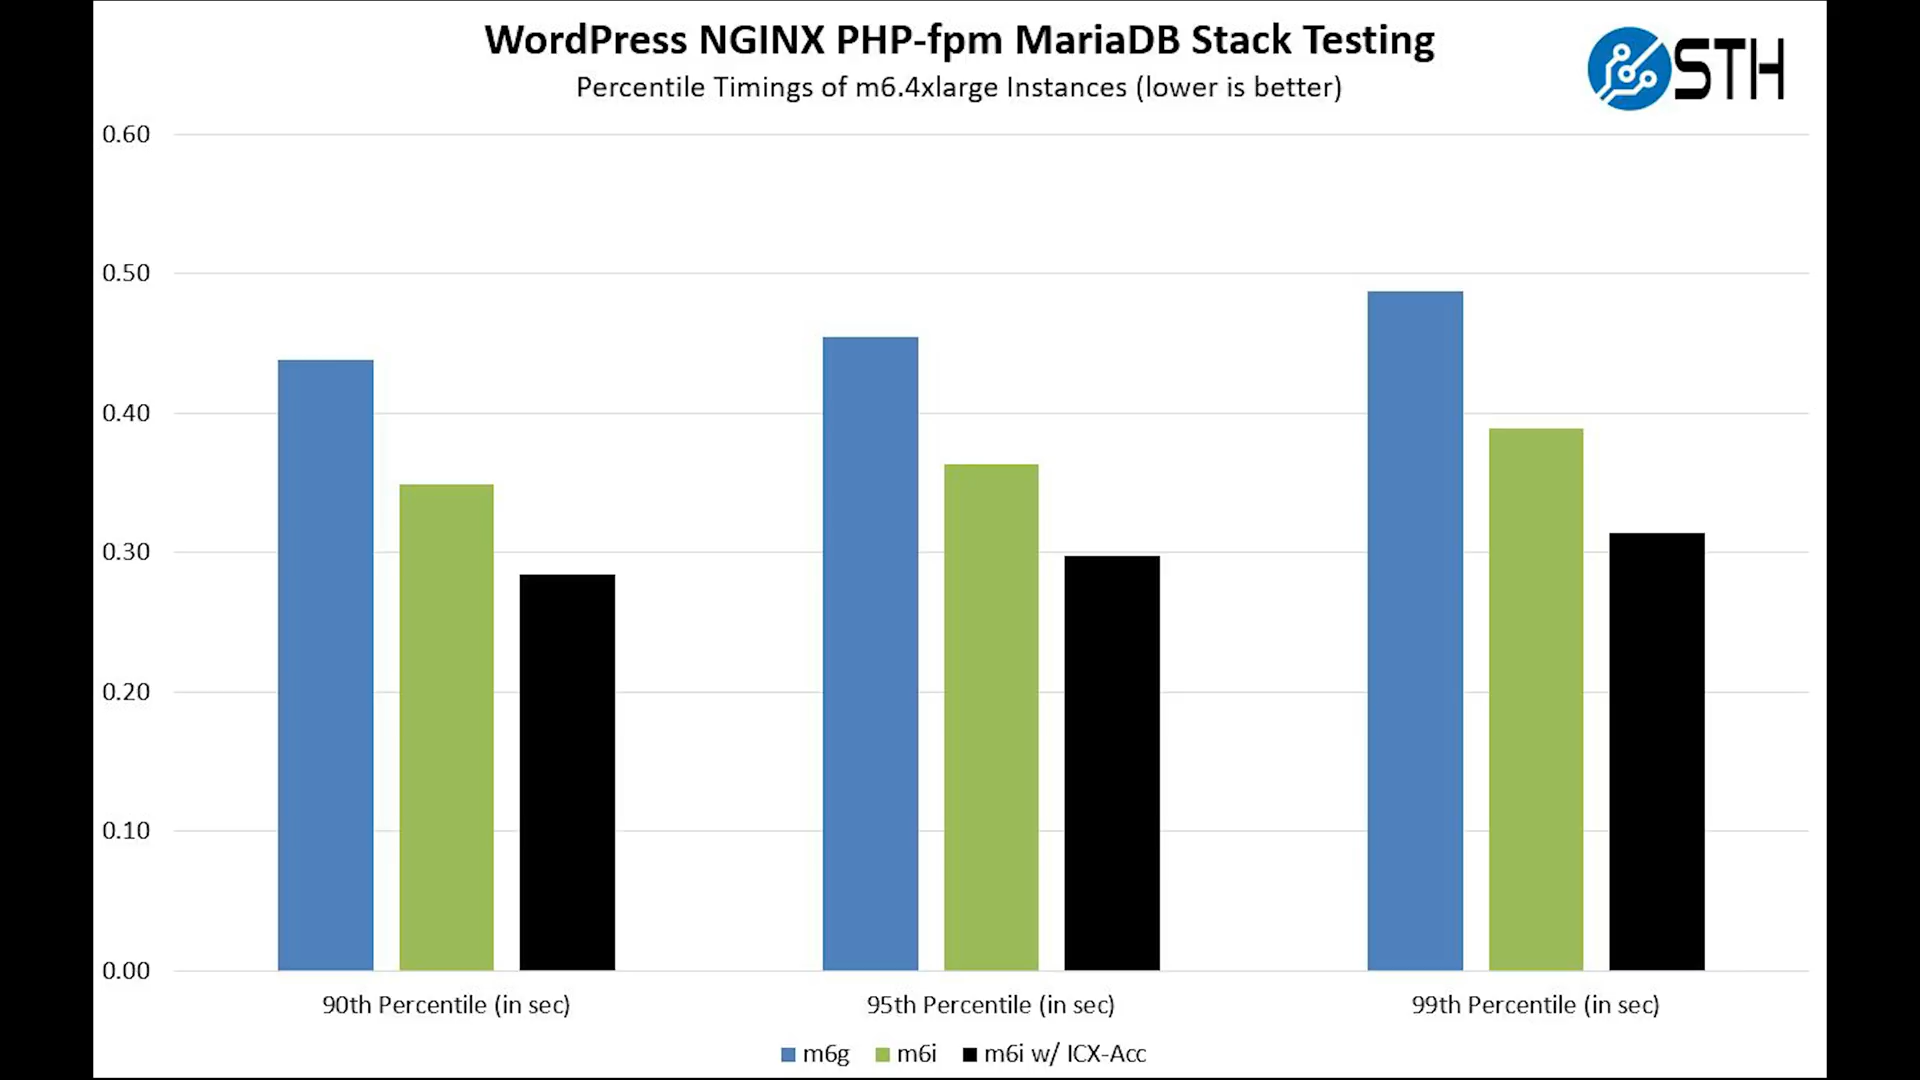 WordPress NGINX PHP-fpm MariaDB Stack Testing
Percentile Timings of m6.4xlarge Instances (lower is better)
STH
0.60
0.50
0.40
0.30
0.20
0.10
0.00
90th Percentile (in sec)
95th Percentile (in sec)
99th Percentile (in sec)
m6g
m6i
m6i w/ ICX-Acc